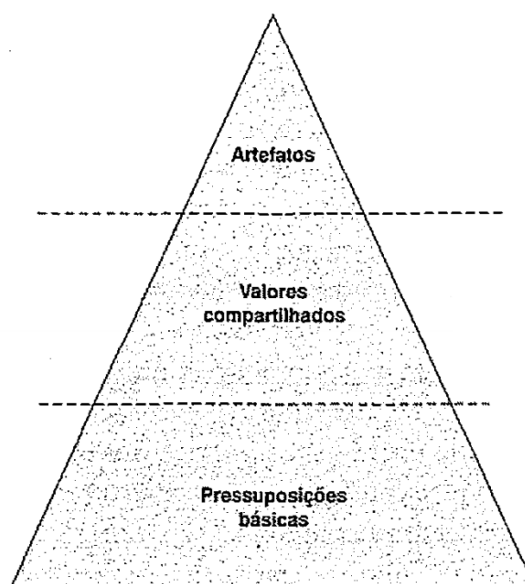 Artefatos
Valores
compartilhados
Pressuposições
básicas